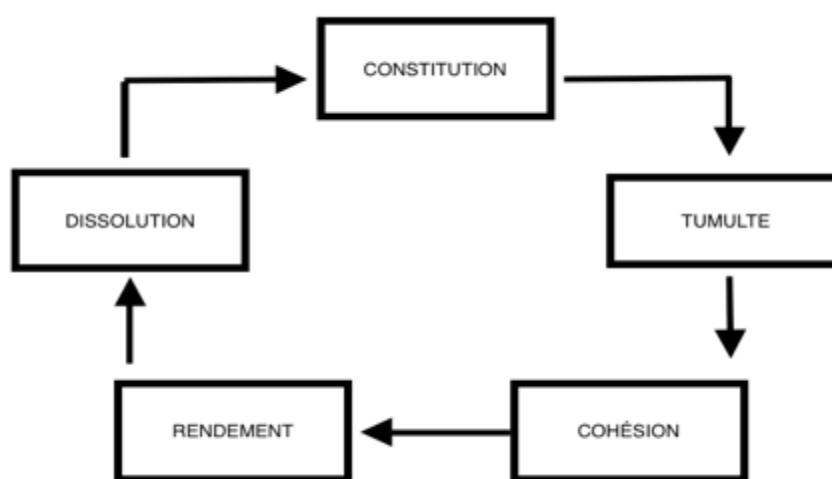 CONSTITUTION
DISSOLUTION
TUMULTE
RENDEMENT
COHÉSION